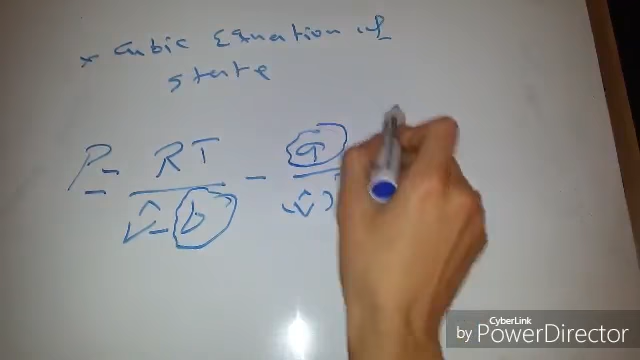 * Cubic Equation of
state
P = RT / V̂ - b - a / V̂
CyberLink
by PowerDirector